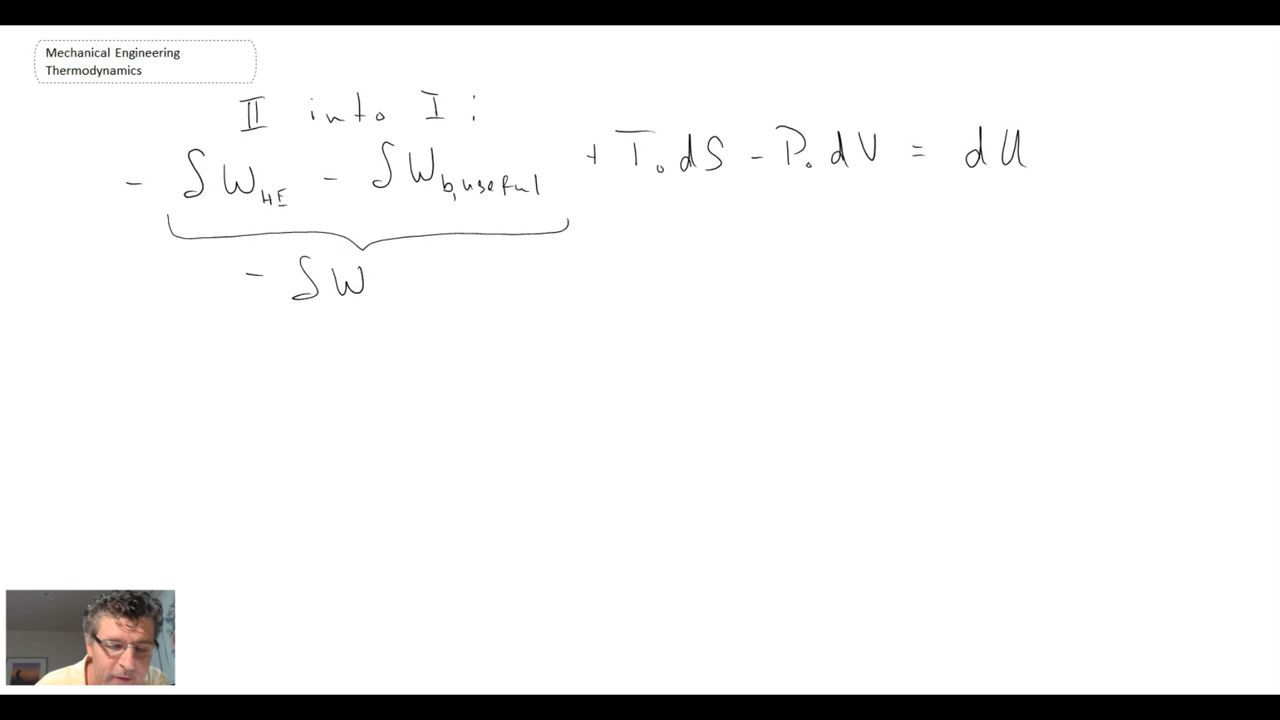 Mechanical Engineering
Thermodynamics
II into I :
- δW_HE - δW_b,useful + T₀dS - P₀dV = dU
- δW